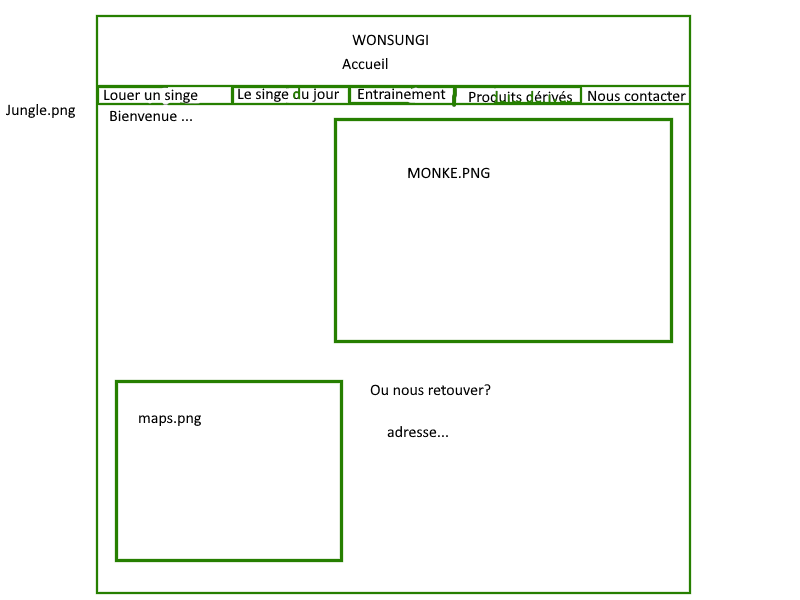 WONSUNGI
Accueil
Louer un singe Le singe du jour Entrainement Produits dérivés Nous contacter
Jungle.png
Bienvenue ...
MONKE.PNG
Ou nous retouver?
maps.png
adresse...